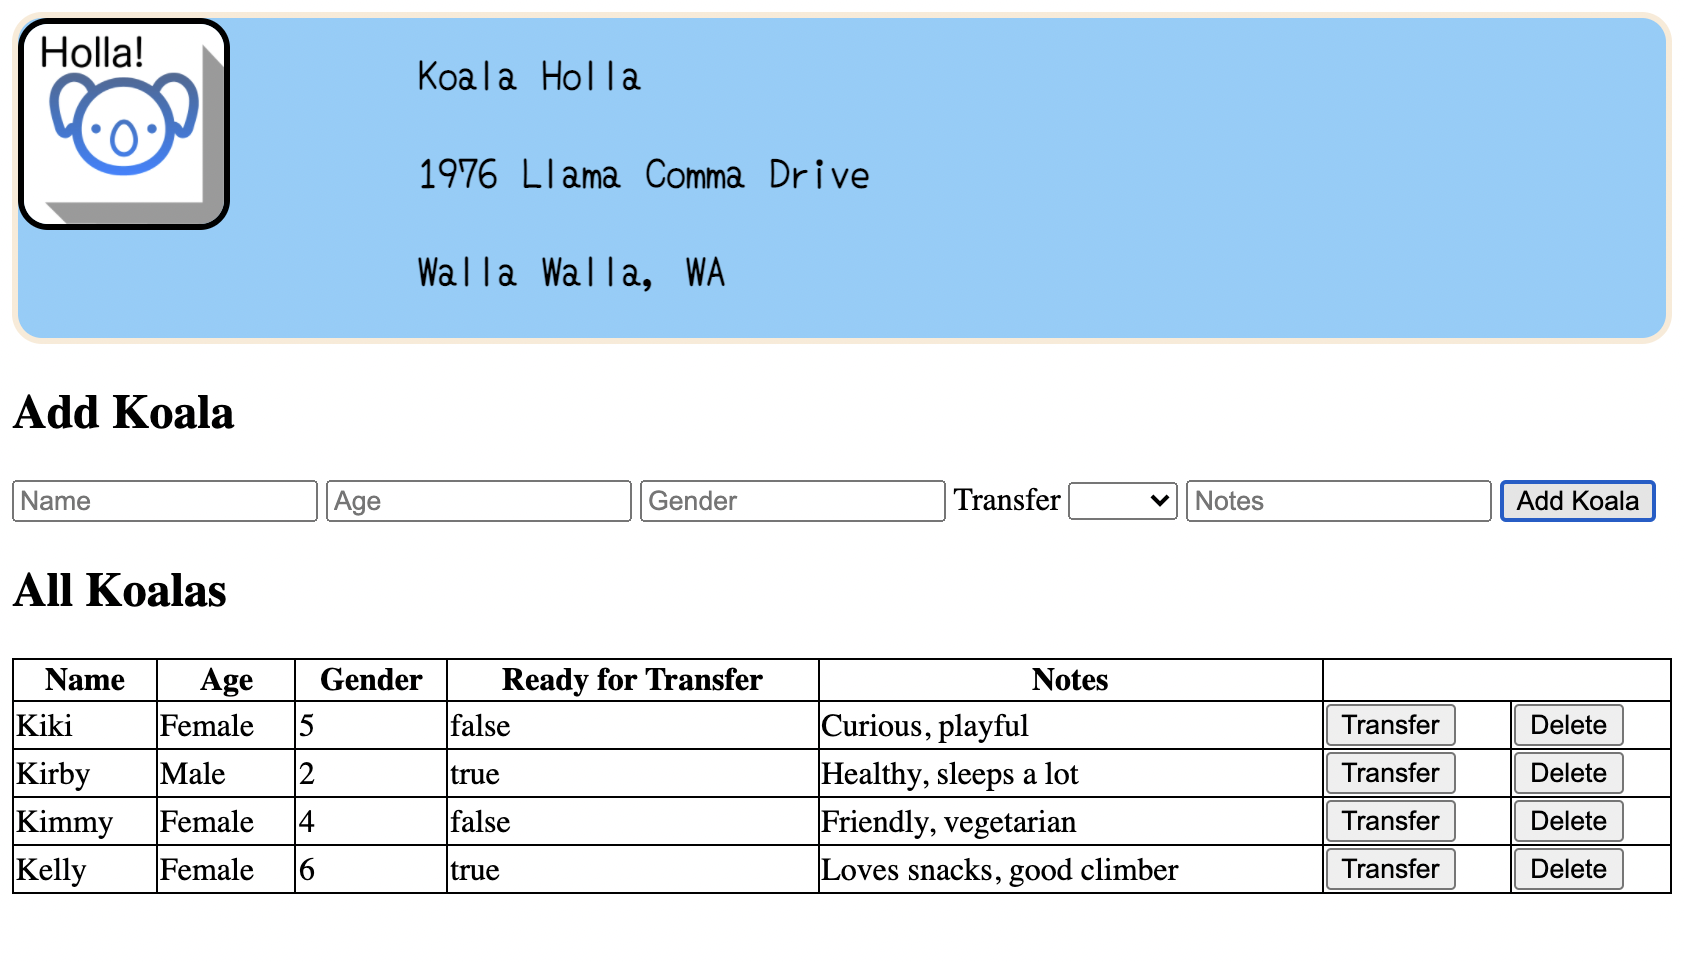 Holla!
Koala Holla
1976 Llama Comma Drive
Walla Walla, WA
Add Koala
Name Age Gender Transfer Notes Add Koala
All Koalas
Name Age Gender Ready for Transfer Notes
Kiki Female 5 false Curious, playful Transfer Delete
Kirby Male 2 true Healthy, sleeps a lot Transfer Delete
Kimmy Female 4 false Friendly, vegetarian Transfer Delete
Kelly Female 6 true Loves snacks, good climber Transfer Delete